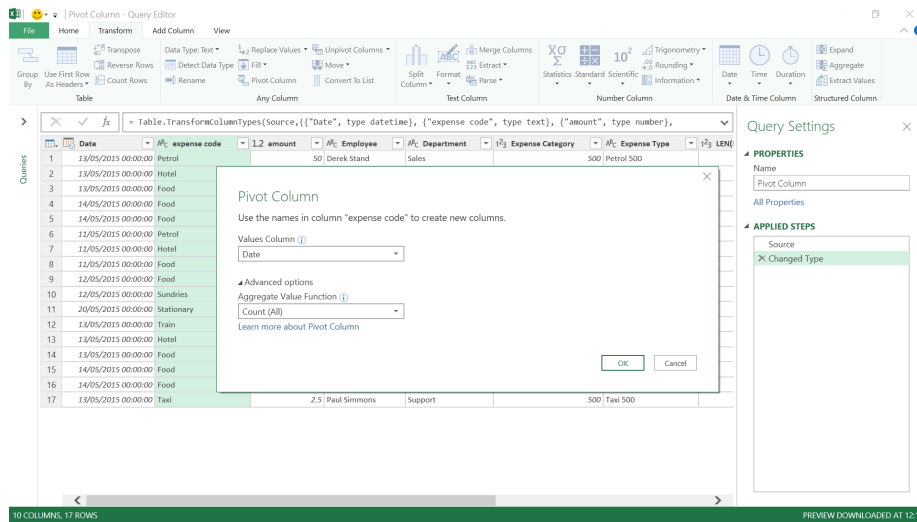 Pivot Column - Query Editor
File Home Transform Add Column View
Transpose Data Type: Text Replace Values Unpivot Columns Merge Columns Trigonometry Expand
Reverse Rows Detect Data Type Fill Move Extract Rounding Aggregate
Group By Use First Row As Headers Count Rows Rename Pivot Column Convert To List Split Column Format Parse Statistics Standard Scientific Information Date Time Duration Extract Values
Table Any Column Text Column Number Column Date & Time Column Structured Column
fx = Table.TransformColumnTypes(Source,{{"Date", type datetime}, {"expense code", type text}, {"amount", type number},
Queries
Date ABC expense code 1.2 amount ABC Employee ABC Department 123 Expense Category ABC Expense Type 123 LEN(
1 13/05/2015 00:00:00 Petrol 50 Derek Stand Sales 500 Petrol 500
2 13/05/2015 00:00:00 Hotel
3 13/05/2015 00:00:00 Food
4 14/05/2015 00:00:00 Food
5 14/05/2015 00:00:00 Food
6 11/05/2015 00:00:00 Petrol
7 11/05/2015 00:00:00 Hotel
8 11/05/2015 00:00:00 Food
9 12/05/2015 00:00:00 Food
10 12/05/2015 00:00:00 Sundries
11 20/05/2015 00:00:00 Stationary
12 13/05/2015 00:00:00 Train
13 13/05/2015 00:00:00 Hotel
14 13/05/2015 00:00:00 Food
15 14/05/2015 00:00:00 Food
16 14/05/2015 00:00:00 Food
17 13/05/2015 00:00:00 Taxi 2.5 Paul Simmons Support 500 Taxi 500
Pivot Column
Use the names in column "expense code" to create new columns.
Values Column
Date
Advanced options
Aggregate Value Function
Count (All)
Learn more about Pivot Column
OK Cancel
Query Settings
PROPERTIES
Name
Pivot Column
All Properties
APPLIED STEPS
Source
Changed Type
10 COLUMNS, 17 ROWS PREVIEW DOWNLOADED AT 12: